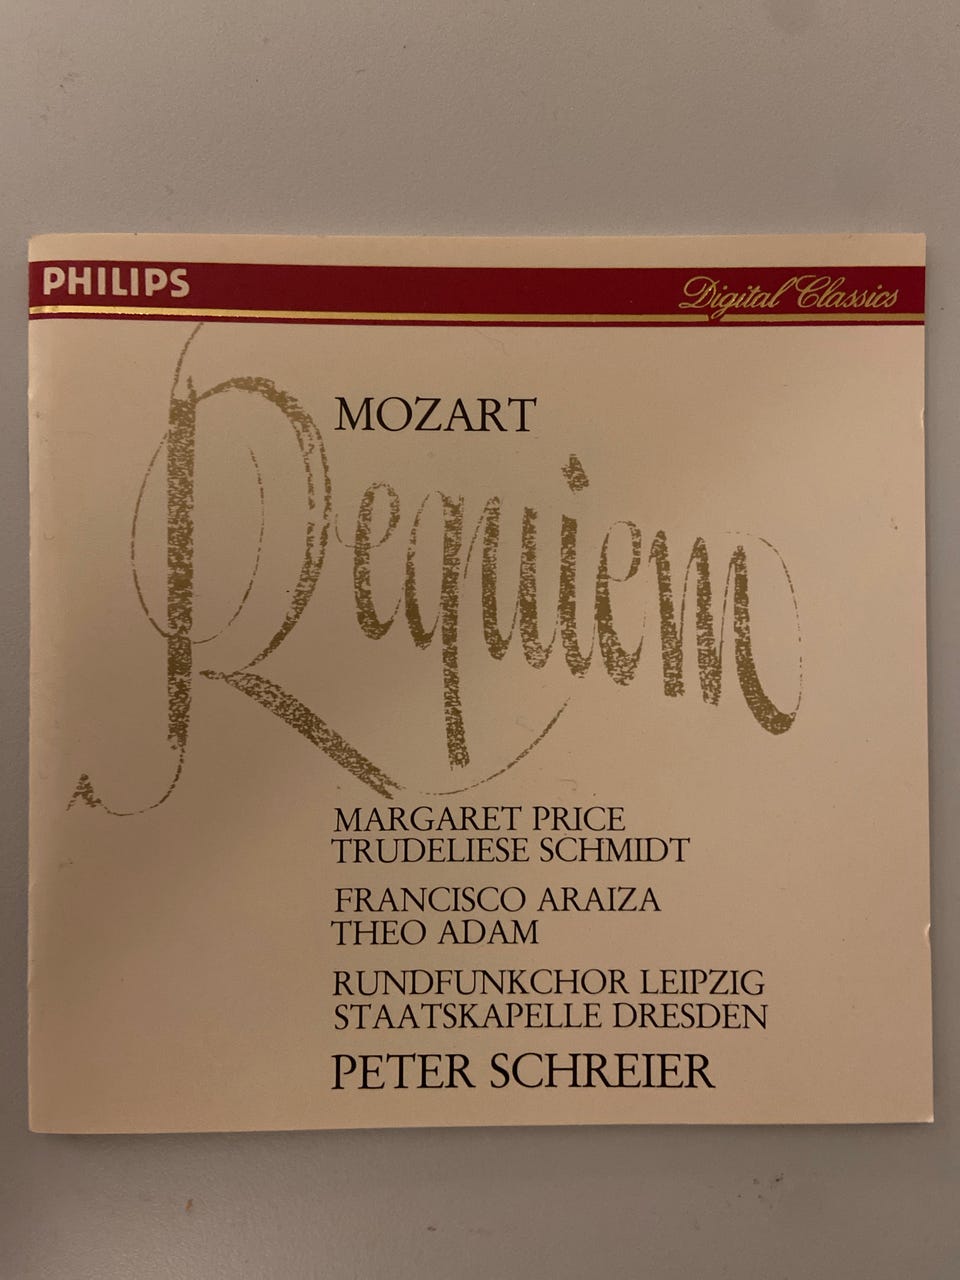 PHILIPS
Digital Classics
MOZART
Requiem
MARGARET PRICE
TRUDELIESE SCHMIDT
FRANCISCO ARAIZA
THEO ADAM
RUNDFUNKCHOR LEIPZIG
STAATSKAPELLE DRESDEN
PETER SCHREIER